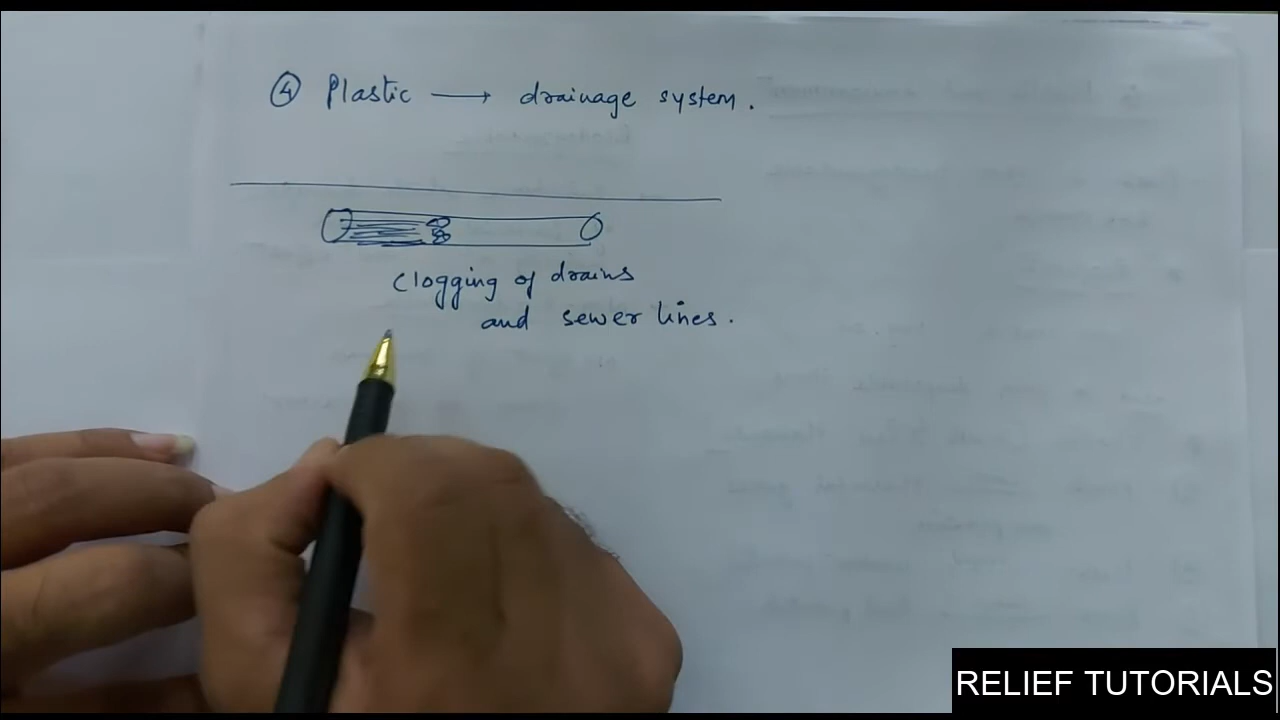 ④ Plastic → drainage system.
Clogging of drains
and sewer lines.
RELIEF TUTORIALS